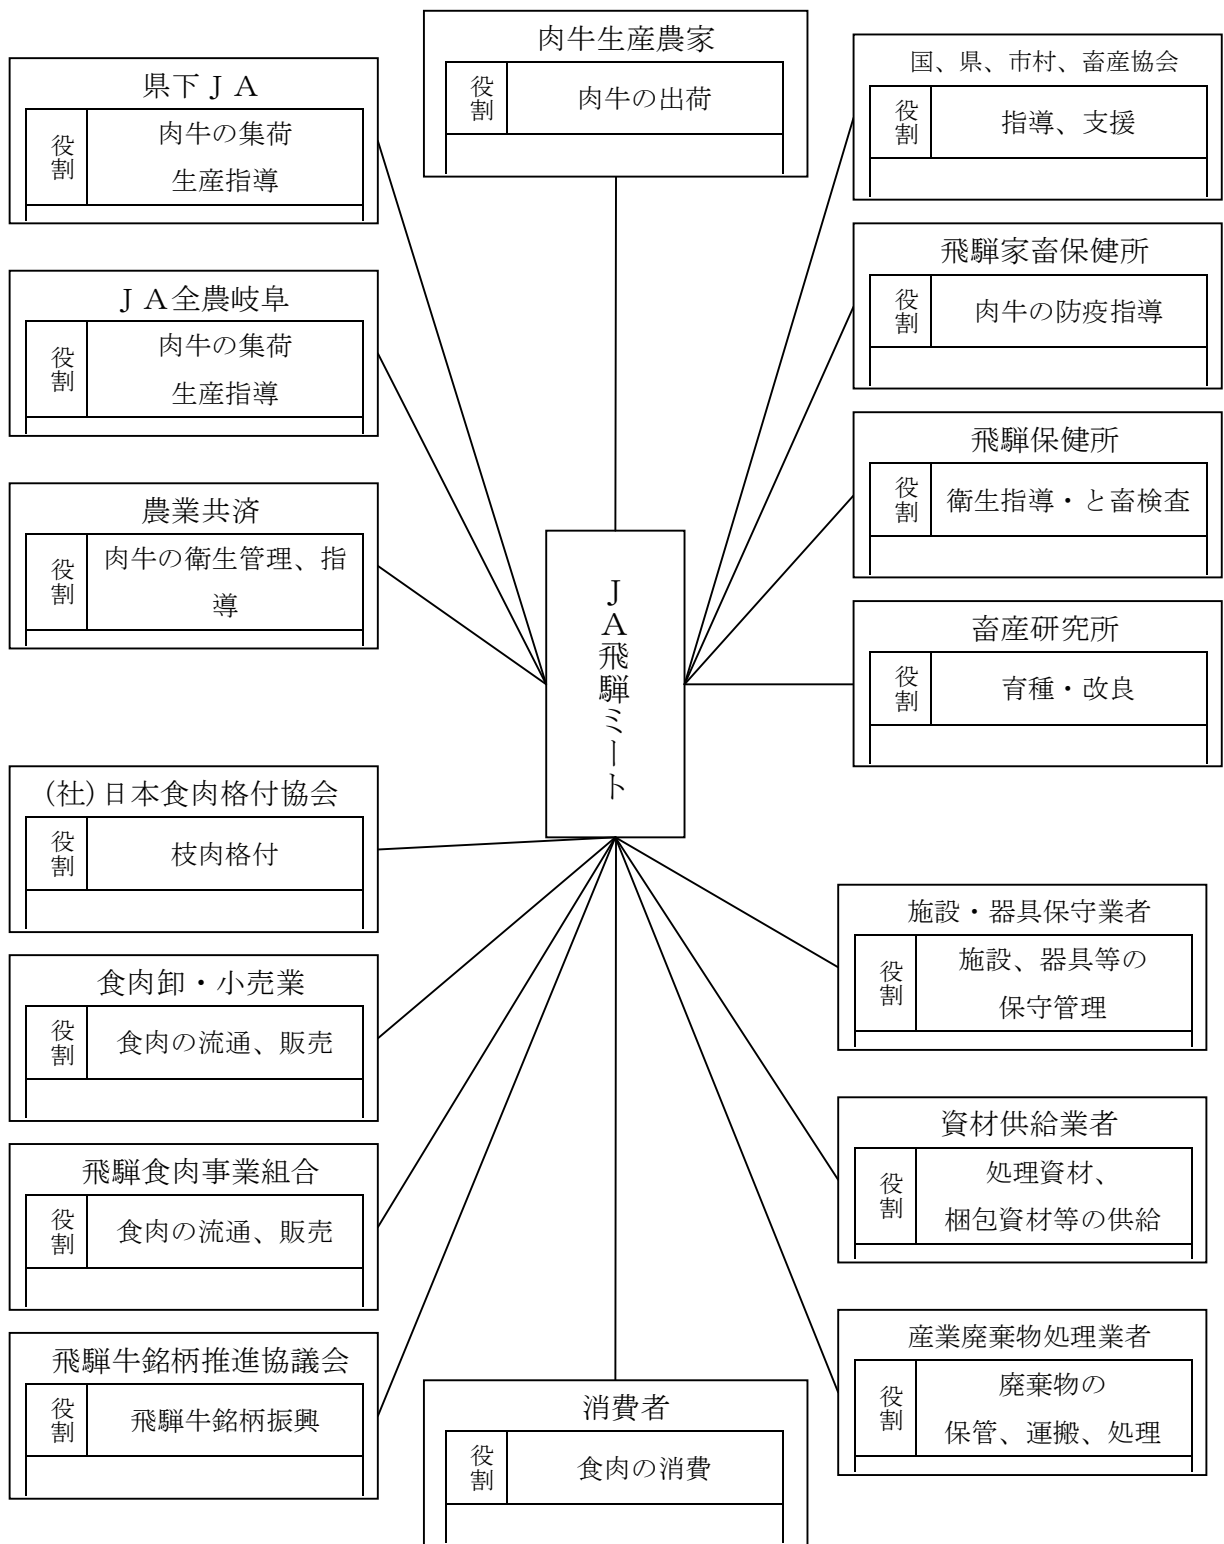 肉牛生産農家
役割
肉牛の出荷
県下ＪＡ
役割
肉牛の集荷
生産指導
国、県、市村、畜産協会
役割
指導、支援
ＪＡ全農岐阜
役割
肉牛の集荷
生産指導
飛騨家畜保健所
役割
肉牛の防疫指導
農業共済
役割
肉牛の衛生管理、指
導
飛騨保健所
役割
衛生指導・と畜検査
畜産研究所
役割
育種・改良
ＪＡ飛騨ミート
(社)日本食肉格付協会
役割
枝肉格付
食肉卸・小売業
役割
食肉の流通、販売
飛騨食肉事業組合
役割
食肉の流通、販売
飛騨牛銘柄推進協議会
役割
飛騨牛銘柄振興
施設・器具保守業者
役割
施設、器具等の
保守管理
資材供給業者
役割
処理資材、
梱包資材等の供給
産業廃棄物処理業者
役割
廃棄物の
保管、運搬、処理
消費者
役割
食肉の消費